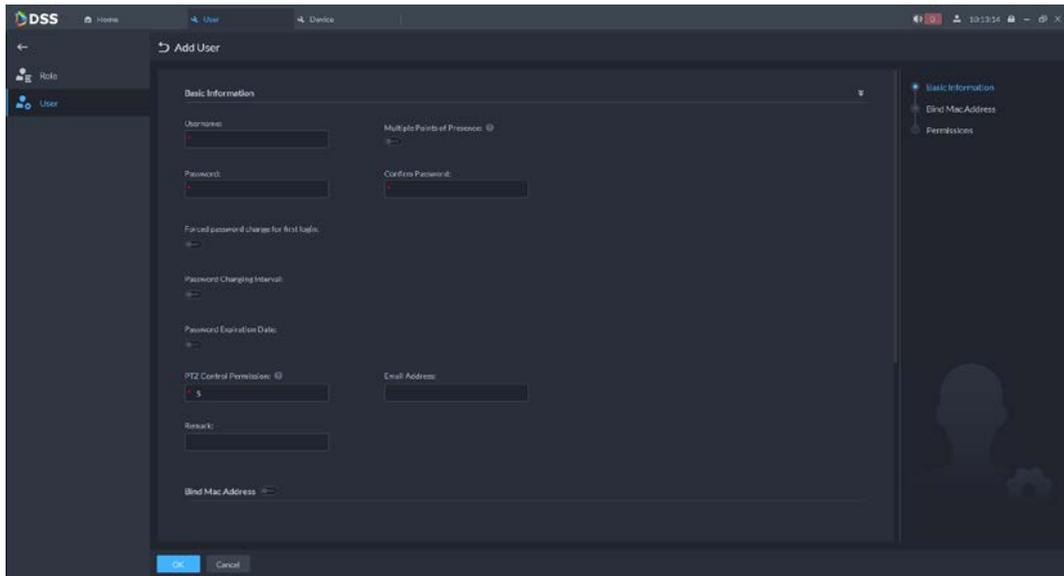 DSS Home User Device 0 10:13:14
Add User
Role
User
Basic Information
Username:
*
Multiple Points of Presence:
Password:
*
Confirm Password:
*
Forced password change for first login:
Password Changing Interval:
Password Expiration Date:
PTZ Control Permission:
* 5
Email Address:
Remark:
Bind Mac Address
OK Cancel
Basic Information
Bind Mac Address
Permissions